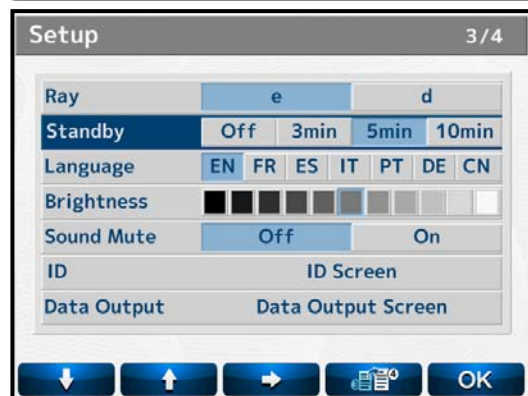 Setup 3/4
Ray e d
Standby Off 3min 5min 10min
Language EN FR ES IT PT DE CN
Brightness
Sound Mute Off On
ID ID Screen
Data Output Data Output Screen
OK